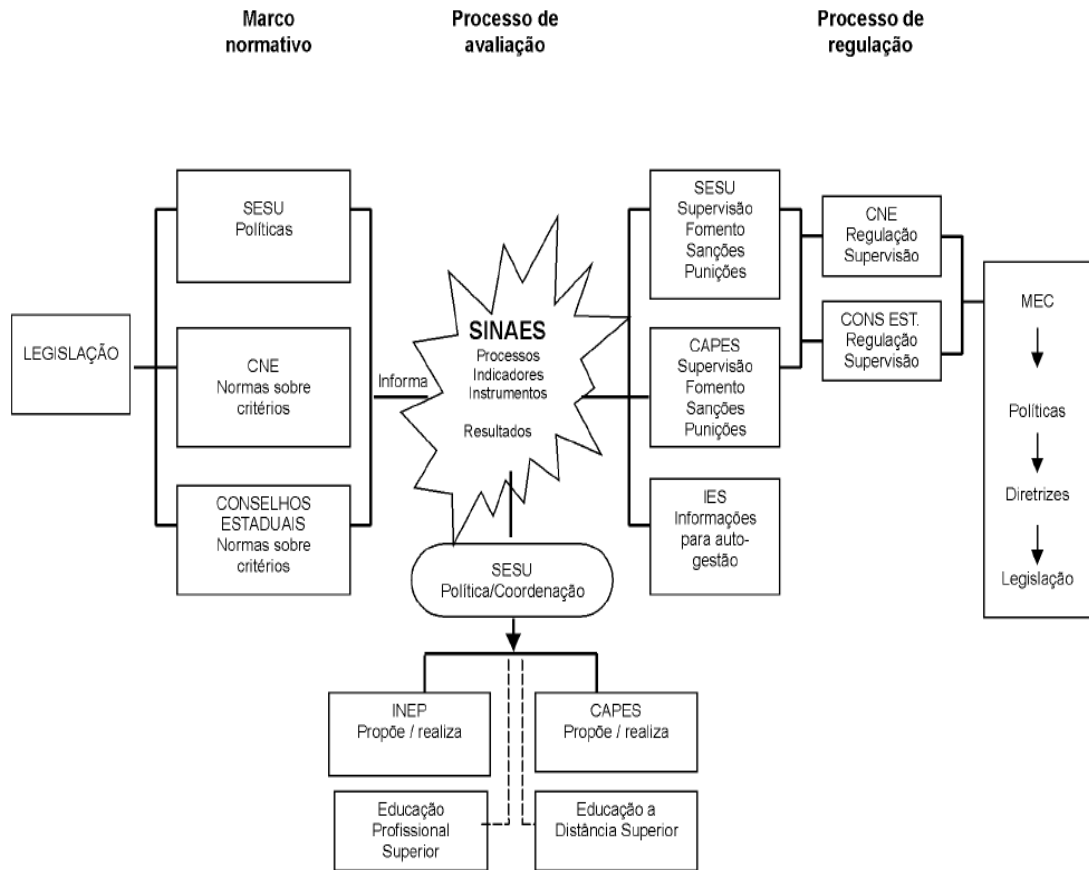 Marco
normativo
Processo de
avaliação
Processo de
regulação
LEGISLAÇÃO
SESU
Políticas
CNE
Normas sobre
critérios
CONSELHOS
ESTADUAIS
Normas sobre
critérios
Informa
SINAES
Processos
Indicadores
Instrumentos
Resultados
SESU
Política/Coordenação
INEP
Propõe / realiza
CAPES
Propõe / realiza
Educação
Profissional
Superior
Educação a
Distância Superior
SESU
Supervisão
Fomento
Sanções
Punições
CAPES
Supervisão
Fomento
Sanções
Punições
IES
Informações
para auto-
gestão
CNE
Regulação
Supervisão
CONS EST.
Regulação
Supervisão
MEC
Políticas
Diretrizes
Legislação